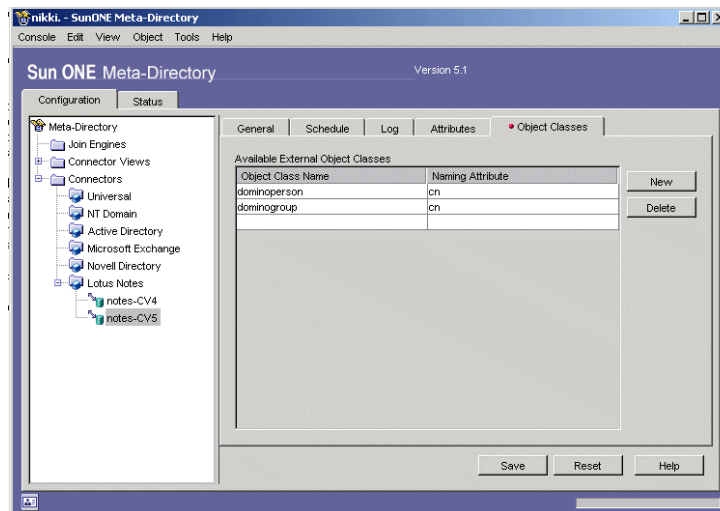 nikki. - SunONE Meta-Directory
Console Edit View Object Tools Help
Sun ONE Meta-Directory Version 5.1
Configuration Status
Meta-Directory
Join Engines
Connector Views
Connectors
Universal
NT Domain
Active Directory
Microsoft Exchange
Novell Directory
Lotus Notes
notes-CV4
notes-CV5
General Schedule Log Attributes Object Classes
Available External Object Classes
Object Class Name Naming Attribute
dominoperson cn
dominogroup cn
New
Delete
Save Reset Help